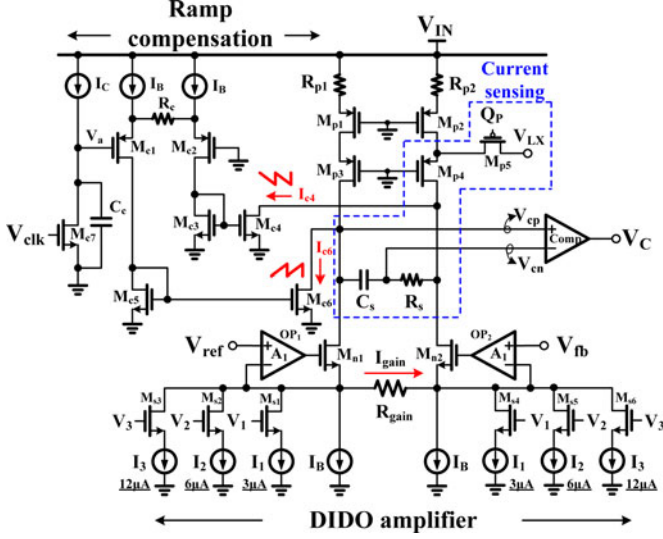 Ramp
compensation
V_IN
R_p1
R_p2
Current
sensing
I_C
I_B
I_B
R_c
M_p1
M_p2
Q_P
V_LX
V_a
M_c1
M_c2
M_p5
M_p3
M_p4
C_c
I_c4
V_clk
M_c7
M_c3
M_c4
V_cp
Comp
V_C
+
−
I_c6
V_cn
M_c5
M_c6
C_s
R_s
V_ref
OP_1
+
A_1
−
M_n1
I_gain
M_n2
OP_2
+
A_1
−
V_fb
R_gain
M_s3
M_s2
M_s1
M_s4
M_s5
M_s6
V_3
V_2
V_1
V_1
V_2
V_3
I_3
I_2
I_1
I_B
I_B
I_1
I_2
I_3
12μA
6μA
3μA
3μA
6μA
12μA
DIDO amplifier